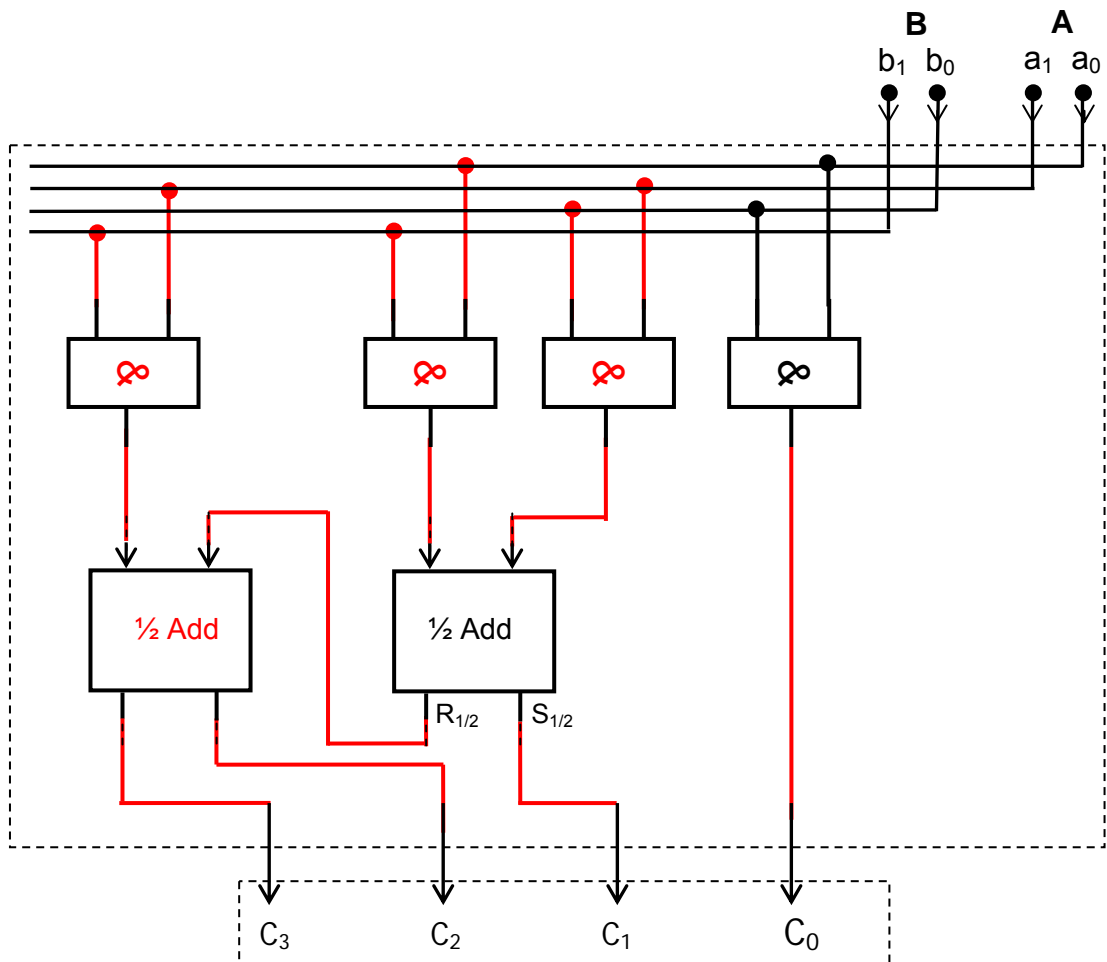 B A
b₁ b₀ a₁ a₀
& & & &
½ Add ½ Add
R₁/₂ S₁/₂
C₃ C₂ C₁ C₀